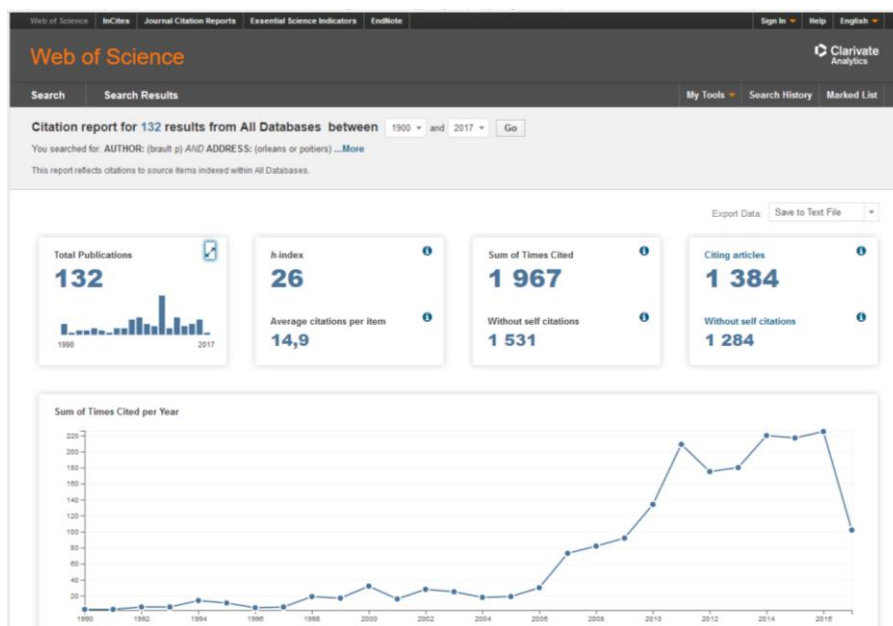 Web of Science InCites Journal Citation Reports Essential Science Indicators EndNote Sign In Help English
Web of Science
Clarivate
Analytics
Search Search Results My Tools Search History Marked List
Citation report for 132 results from All Databases between 1900 and 2017 Go
You searched for: AUTHOR: (brault p) AND ADDRESS: (orleans or poitiers) ...More
This report reflects citations to source items indexed within All Databases.
Export Data: Save to Text File
Total Publications
132
1990 2017
h-index
26
Average citations per item
14,9
Sum of Times Cited
1 967
Without self citations
1 531
Citing articles
1 384
Without self citations
1 284
Sum of Times Cited per Year
220
200
180
160
140
120
100
80
60
40
20
1990 1992 1994 1996 1998 2000 2002 2004 2006 2008 2010 2012 2014 2016